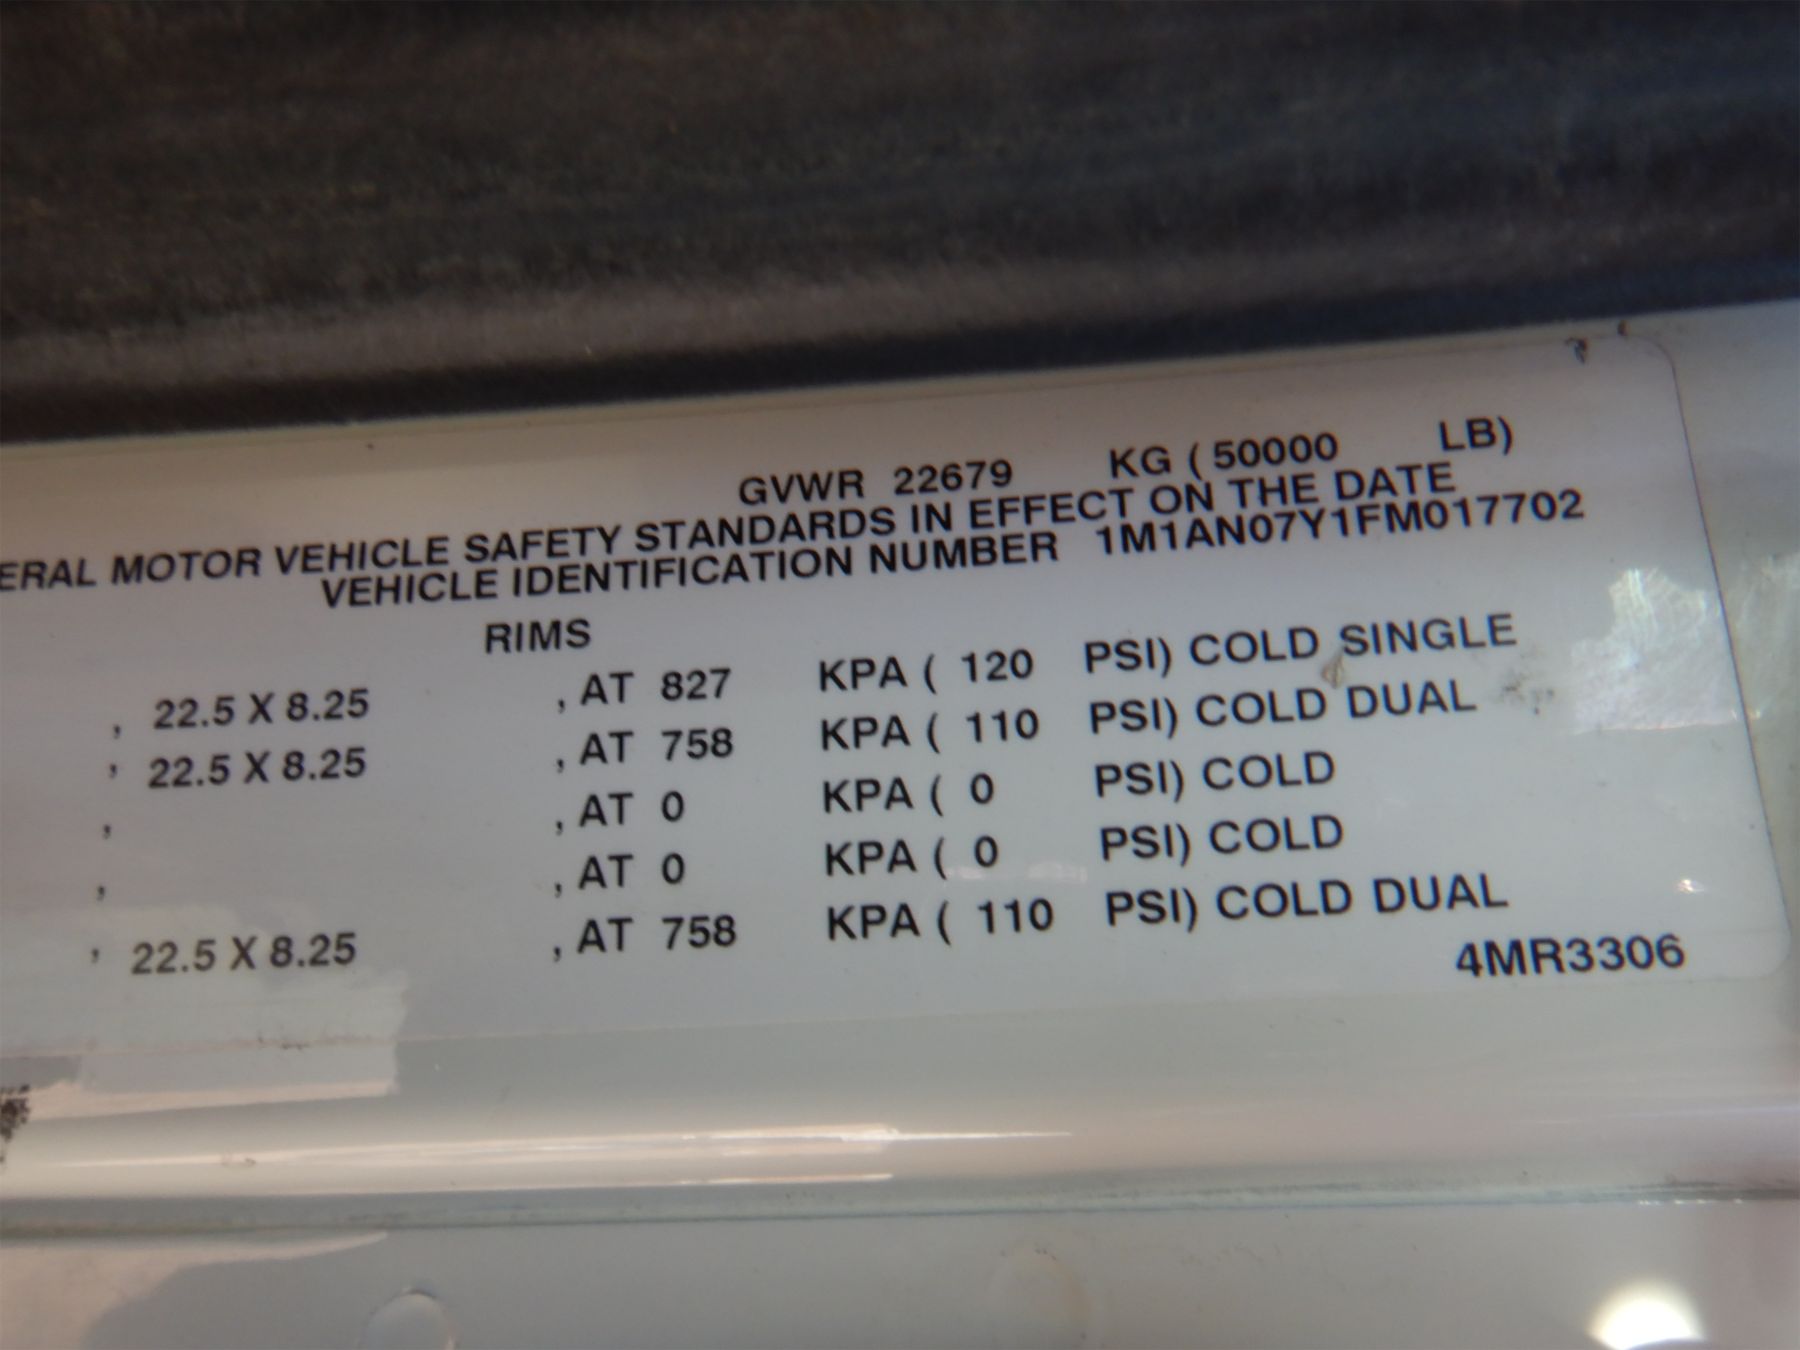 GVWR 22679 KG ( 50000 LB)
ERAL MOTOR VEHICLE SAFETY STANDARDS IN EFFECT ON THE DATE
VEHICLE IDENTIFICATION NUMBER 1M1AN07Y1FM017702
RIMS
, 22.5 X 8.25 , AT 827 KPA ( 120 PSI) COLD SINGLE
, 22.5 X 8.25 , AT 758 KPA ( 110 PSI) COLD DUAL
, , AT 0 KPA ( 0 PSI) COLD
, , AT 0 KPA ( 0 PSI) COLD
, 22.5 X 8.25 , AT 758 KPA ( 110 PSI) COLD DUAL
4MR3306